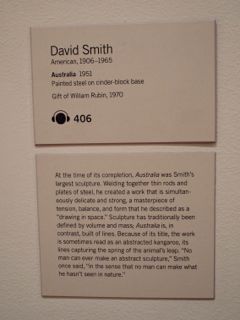 David Smith
American, 1906–1965
Australia 1951
Painted steel on cinder-block base
Gift of William Rubin, 1970
406
At the time of its completion, Australia was Smith's
largest sculpture. Welding together thin rods and
plates of steel, he created a work that is simultan-
ously delicate and strong, a masterpiece of
tension, balance, and form that he described as a
"drawing in space." Sculpture has traditionally been
defined by volume and mass; Australia is, in
contrast, built of lines. Because of its title, the work
is sometimes read as an abstracted kangaroo, its
lines capturing the spring of the animal's leap. "No
man can ever make an abstract sculpture," Smith
once said, "in the sense that no man can make what
he hasn't seen in nature."